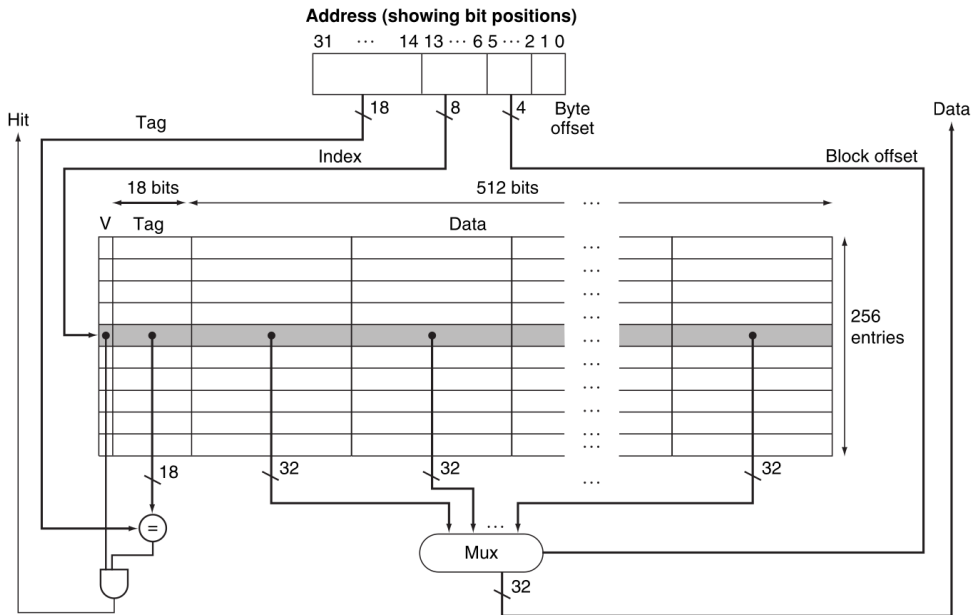 Address (showing bit positions)
31 ··· 14 13 ··· 6 5 ··· 2 1 0
18 8 4 Byte offset
Hit Data
Tag
Index Block offset
18 bits 512 bits ···
V Tag Data
···
···
···
···
··· 256 entries
···
···
···
···
···
18 32 32 ··· 32
= ···
Mux
32